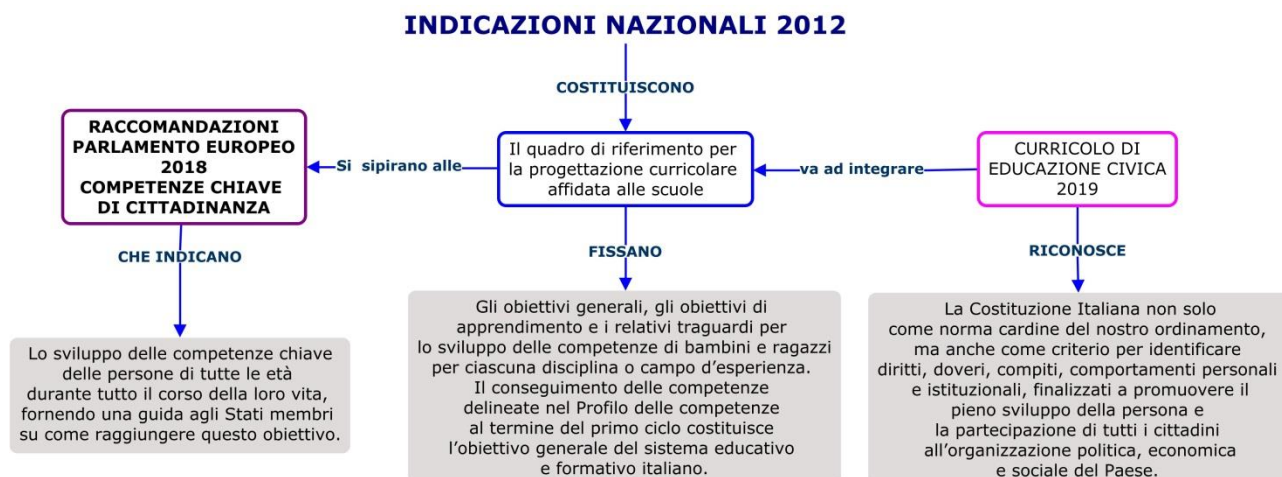 INDICAZIONI NAZIONALI 2012
COSTITUISCONO
RACCOMANDAZIONI
PARLAMENTO EUROPEO
2018
COMPETENZE CHIAVE
DI CITTADINANZA
Si sipirano alle
Il quadro di riferimento per
la progettazione curricolare
affidata alle scuole
va ad integrare
CURRICOLO DI
EDUCAZIONE CIVICA
2019
CHE INDICANO
FISSANO
RICONOSCE
Lo sviluppo delle competenze chiave
delle persone di tutte le età
durante tutto il corso della loro vita,
fornendo una guida agli Stati membri
su come raggiungere questo obiettivo.
Gli obiettivi generali, gli obiettivi di
apprendimento e i relativi traguardi per
lo sviluppo delle competenze di bambini e ragazzi
per ciascuna disciplina o campo d’esperienza.
Il conseguimento delle competenze
delineate nel Profilo delle competenze
al termine del primo ciclo costituisce
l’obiettivo generale del sistema educativo
e formativo italiano.
La Costituzione Italiana non solo
come norma cardine del nostro ordinamento,
ma anche come criterio per identificare
diritti, doveri, compiti, comportamenti personali
e istituzionali, finalizzati a promuovere il
pieno sviluppo della persona e
la partecipazione di tutti i cittadini
all’organizzazione politica, economica
e sociale del Paese.